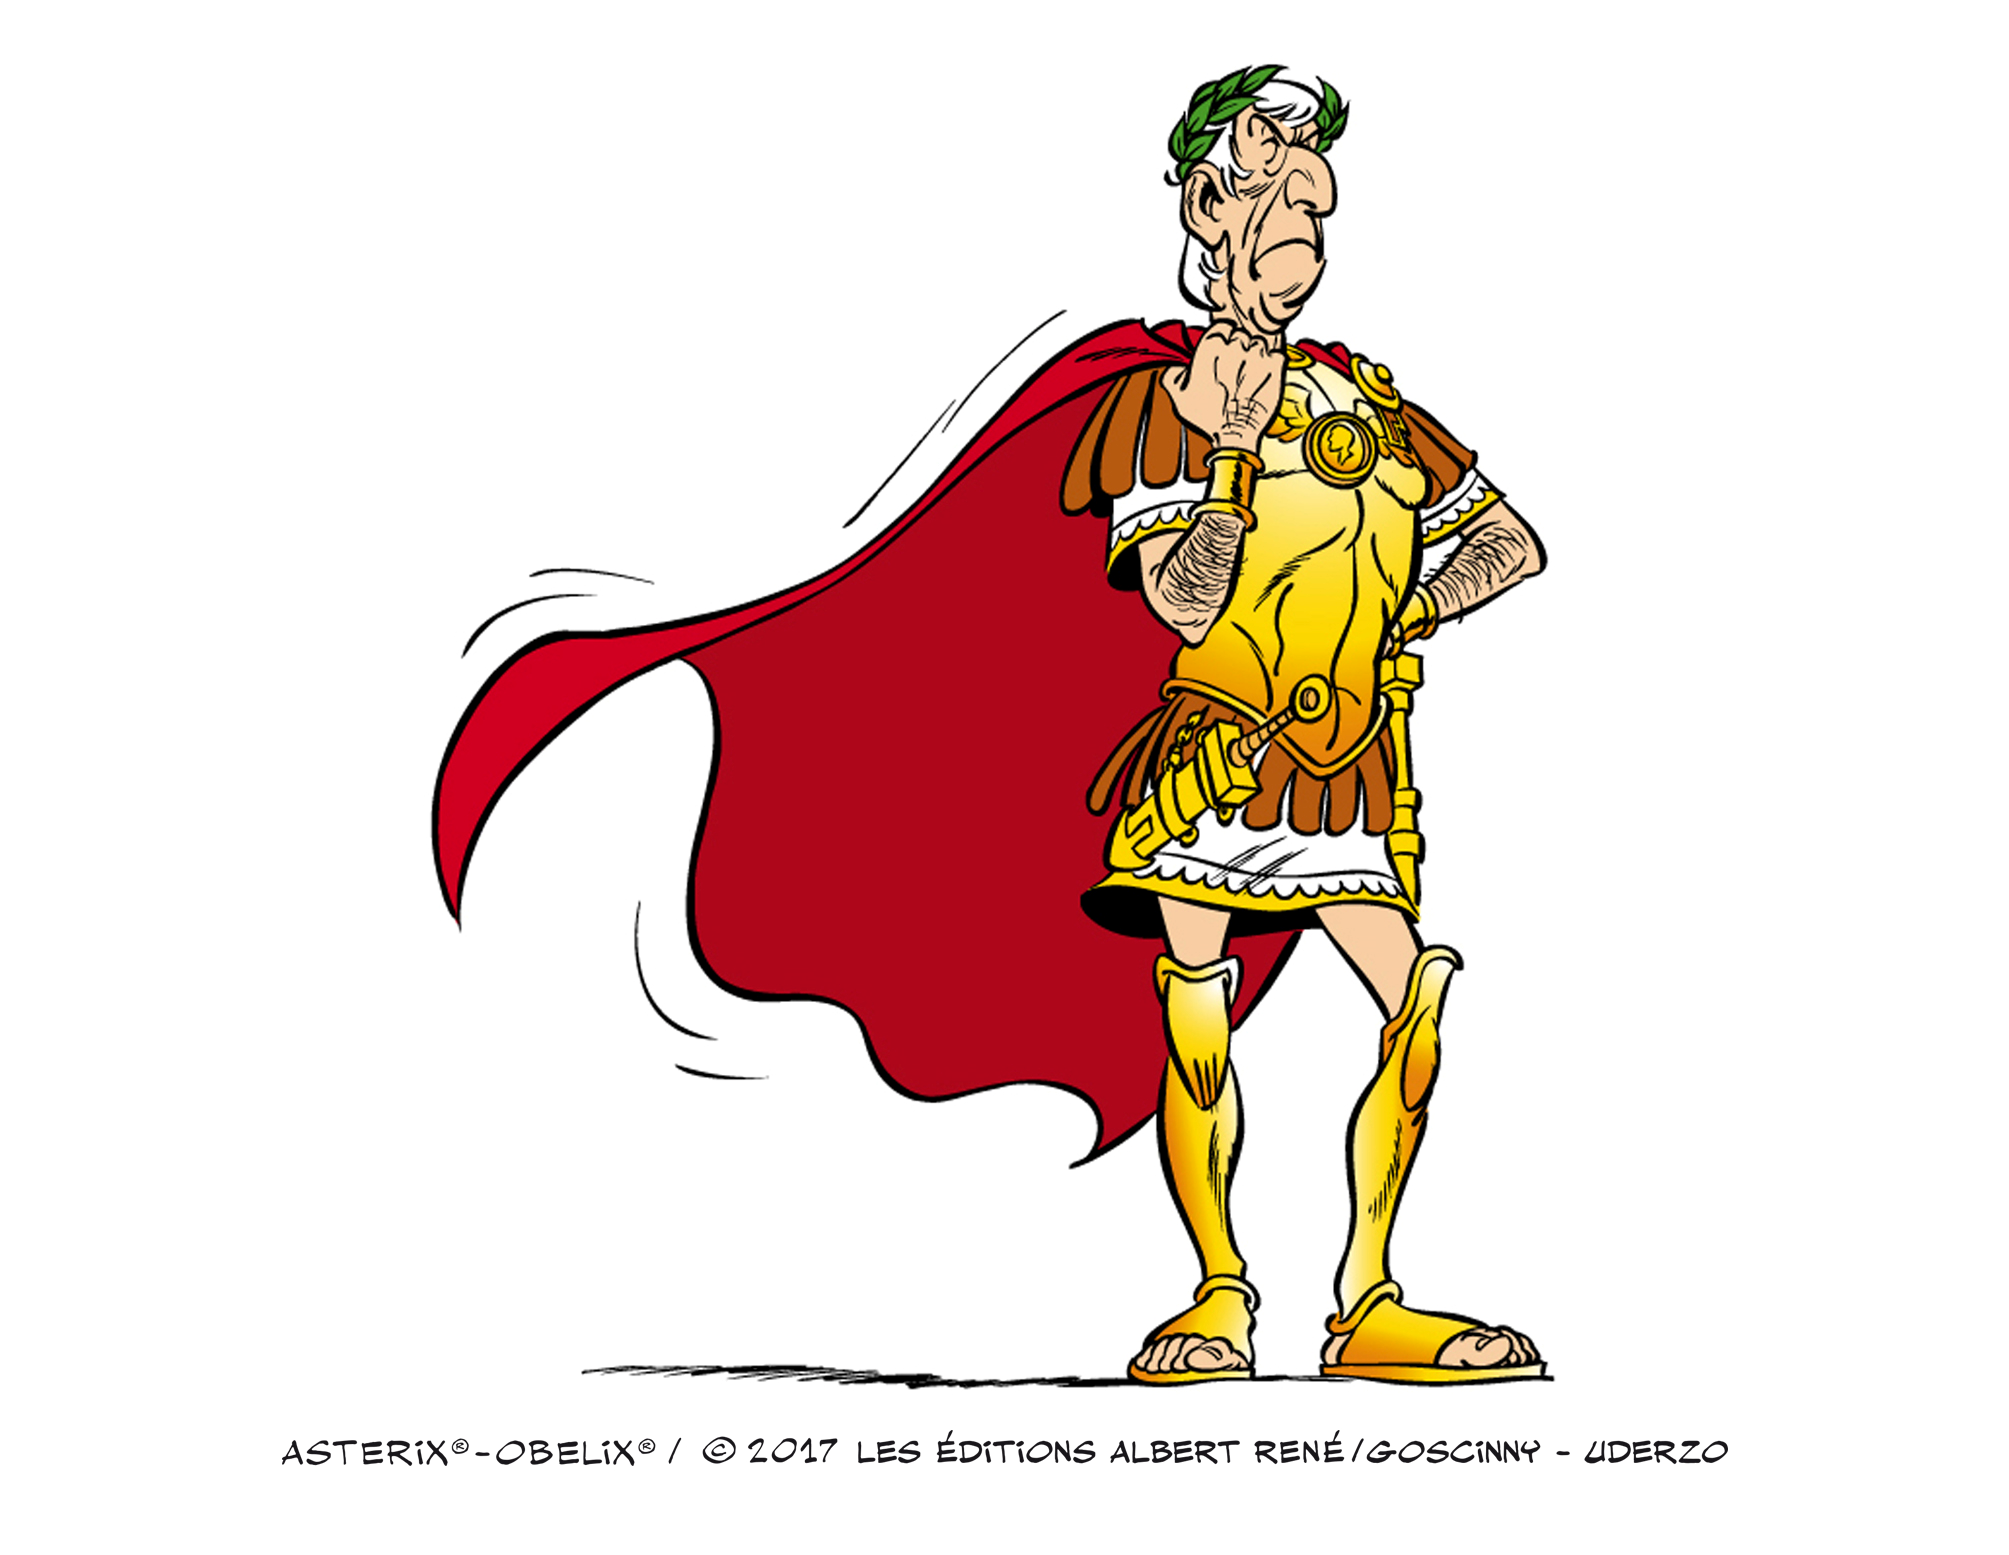 ASTERiX®-OBELiX® / © 2017 LES ÉDiTiONS ALBERT RENÉ/GOSCiNNY - UDERZO